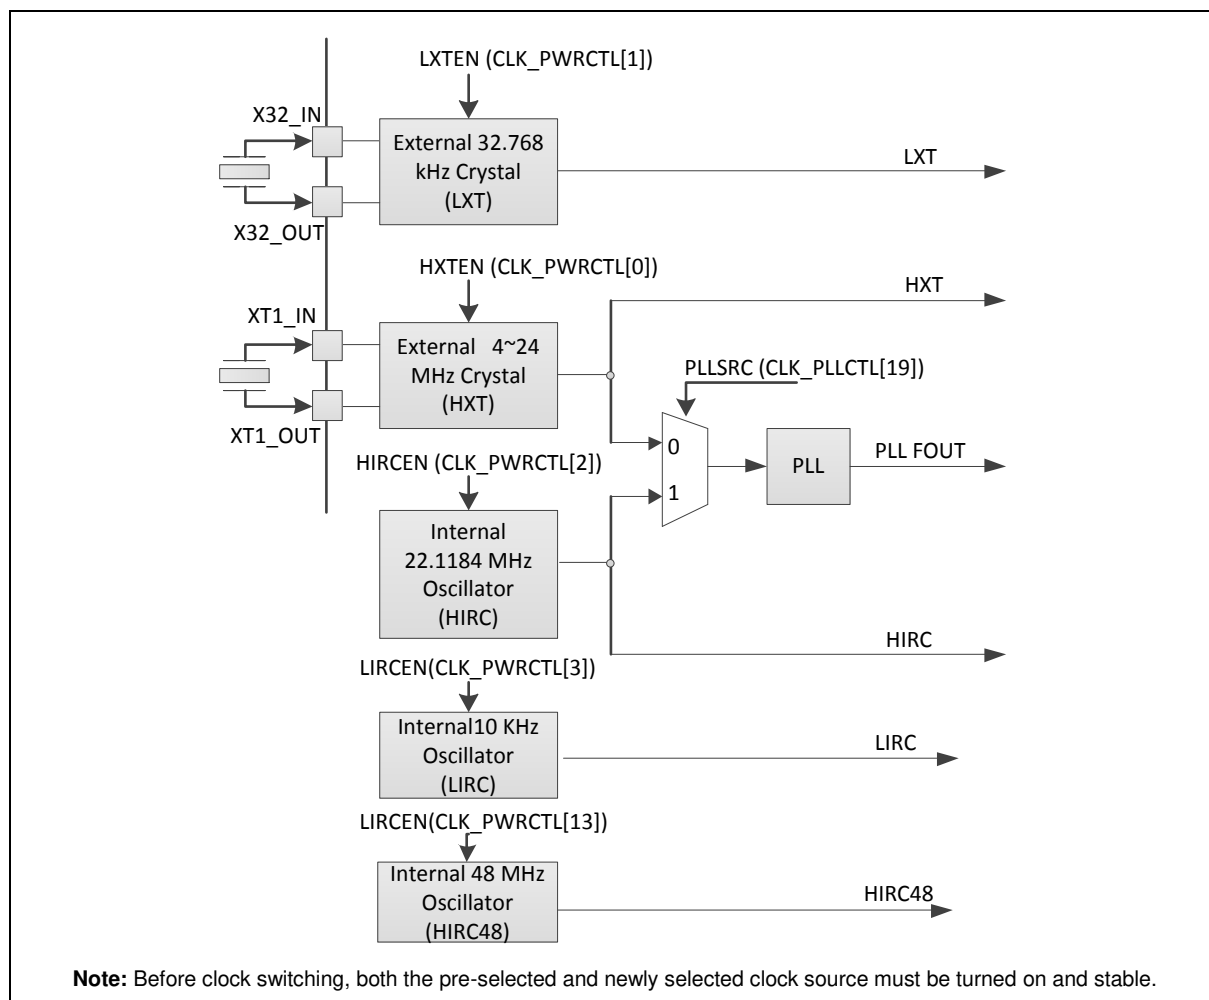 LXTEN (CLK_PWRCTL[1])
X32_IN
External 32.768
kHz Crystal
(LXT)
LXT
X32_OUT
HXTEN (CLK_PWRCTL[0])
HXT
XT1_IN
External 4~24
MHz Crystal
(HXT)
PLLSRC (CLK_PLLCTL[19])
XT1_OUT
0
1
PLL
PLL FOUT
HIRCEN (CLK_PWRCTL[2])
Internal
22.1184 MHz
Oscillator
(HIRC)
HIRC
LIRCEN(CLK_PWRCTL[3])
Internal10 KHz
Oscillator
(LIRC)
LIRC
LIRCEN(CLK_PWRCTL[13])
Internal 48 MHz
Oscillator
(HIRC48)
HIRC48
Note: Before clock switching, both the pre-selected and newly selected clock source must be turned on and stable.